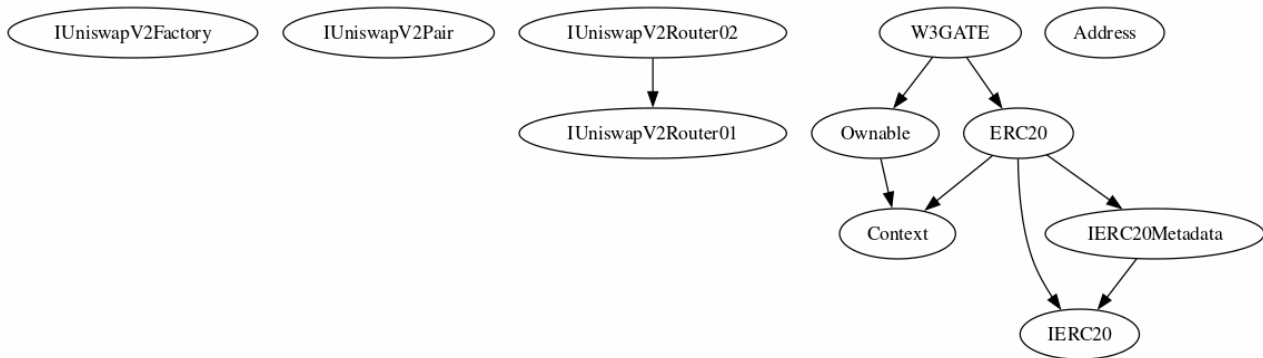 IUniswapV2Factory
IUniswapV2Pair
IUniswapV2Router02
W3GATE
Address
IUniswapV2Router01
Ownable
ERC20
Context
IERC20Metadata
IERC20